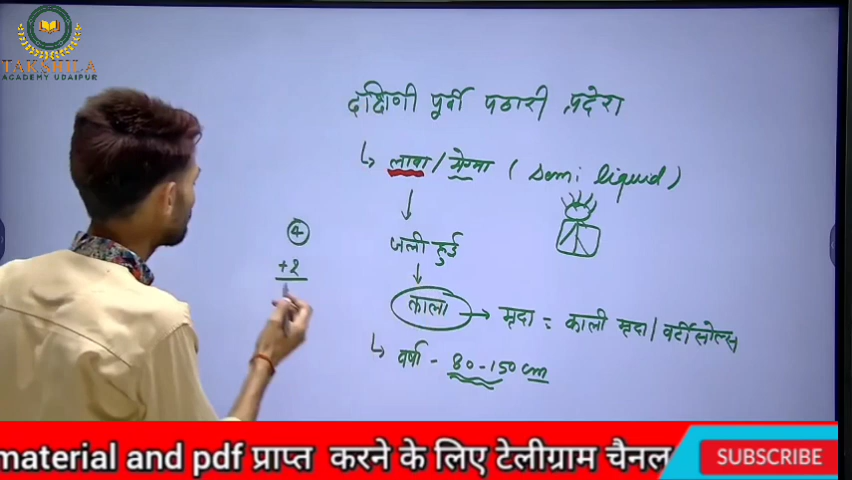 TAKSHILA
ACADEMY UDAIPUR
दक्षिणी पूर्वी पठारी प्रदेश
लावा / मेग्मा ( Semi liquid )
जली हुई
4
+2
काला → मृदा = काली मृदा / वर्टीसोल्स
वर्षा - 80-150 cm
material and pdf प्राप्त करने के लिए टेलीग्राम चैनल
SUBSCRIBE